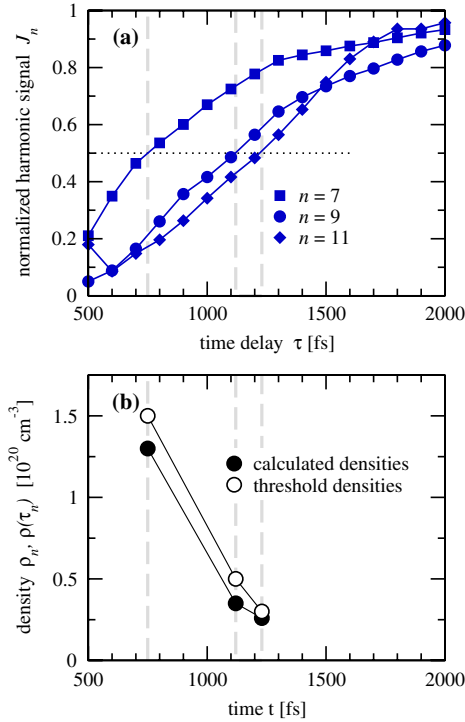 (a)
normalized harmonic signal J_n
1
0.8
0.6
0.4
0.2
0
n = 7
n = 9
n = 11
500 1000 1500 2000
time delay τ [fs]
(b)
density ρ_n, ρ(τ_n) [10^20 cm^-3]
1.5
1
0.5
0
calculated densities
threshold densities
500 1000 1500 2000
time t [fs]